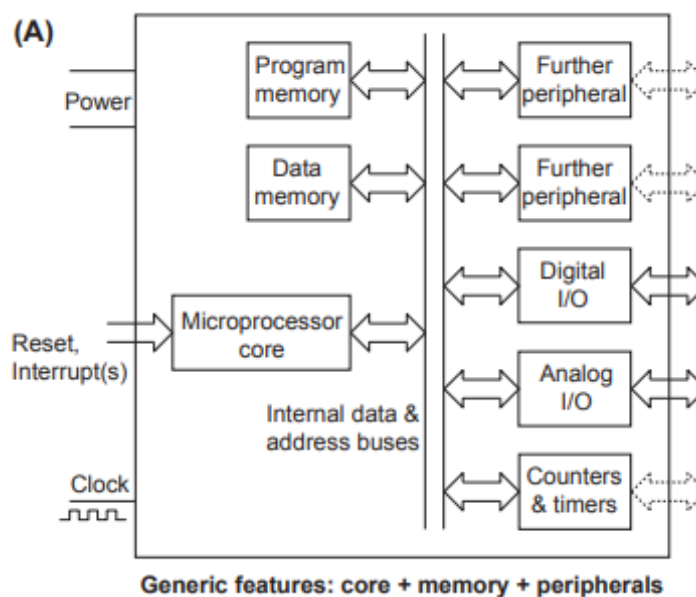 (A)
Power
Program
memory
Further
peripheral
Data
memory
Further
peripheral
Digital
I/O
Reset,
Interrupt(s)
Microprocessor
core
Analog
I/O
Internal data &
address buses
Clock
Counters
& timers
Generic features: core + memory + peripherals